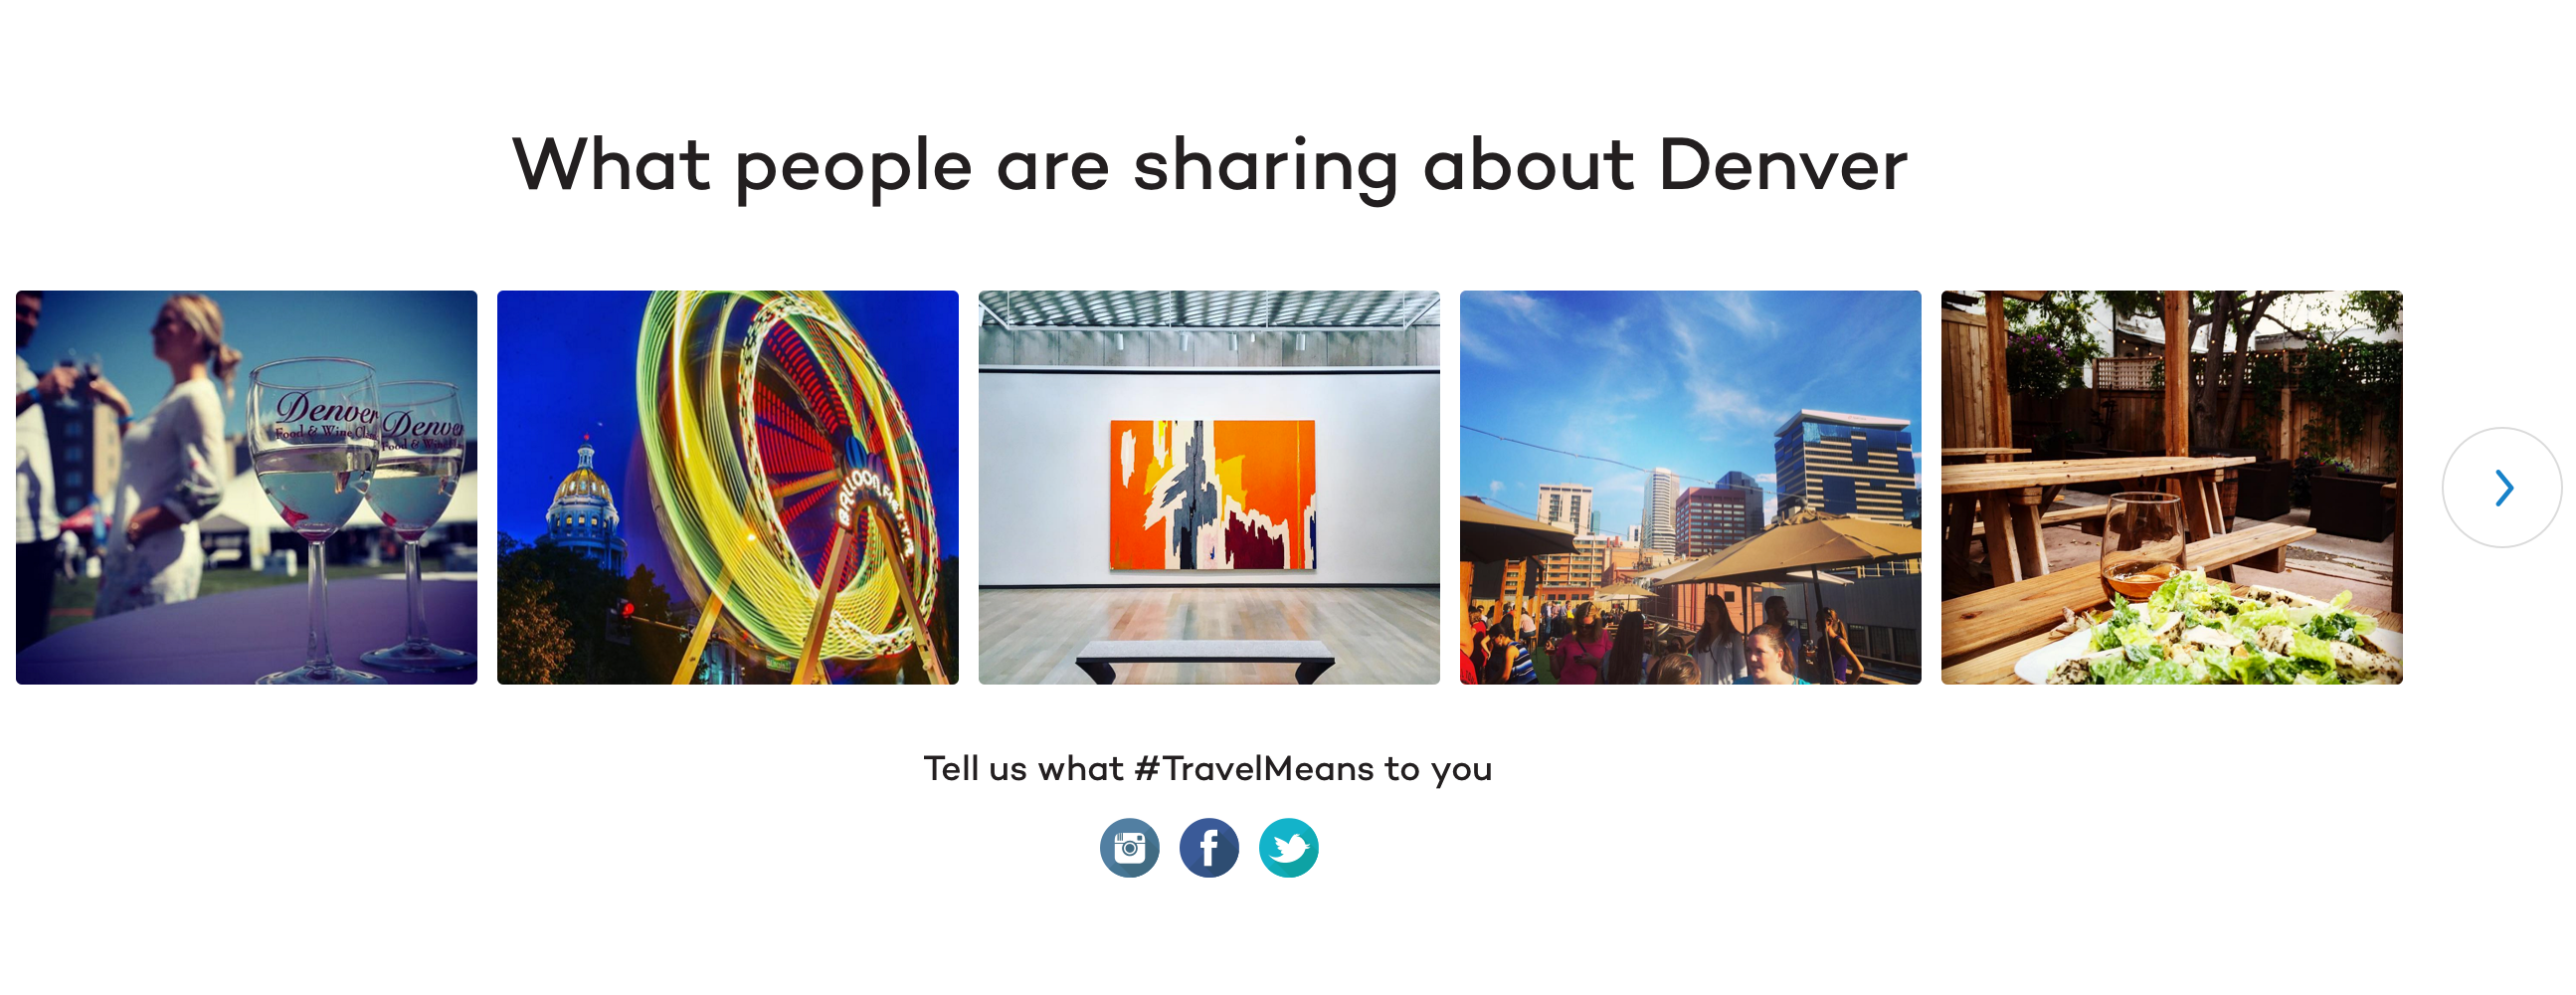 What people are sharing about Denver
Denver
Food & Wine
Denver
Food & Wine
BALLOON FIESTA
Tell us what #TravelMeans to you